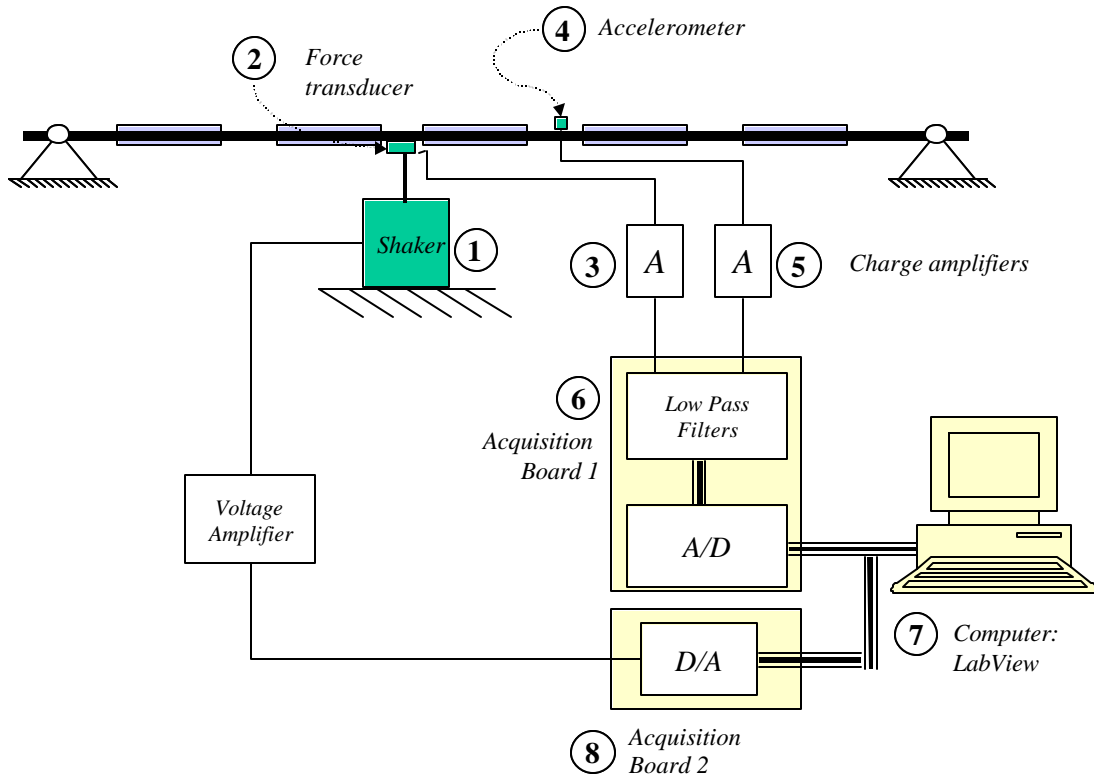 4
Accelerometer
2
Force
transducer
Shaker
1
3
A
A
5
Charge amplifiers
6
Acquisition
Board 1
Low Pass
Filters
A/D
Voltage
Amplifier
7
Computer:
LabView
D/A
8
Acquisition
Board 2